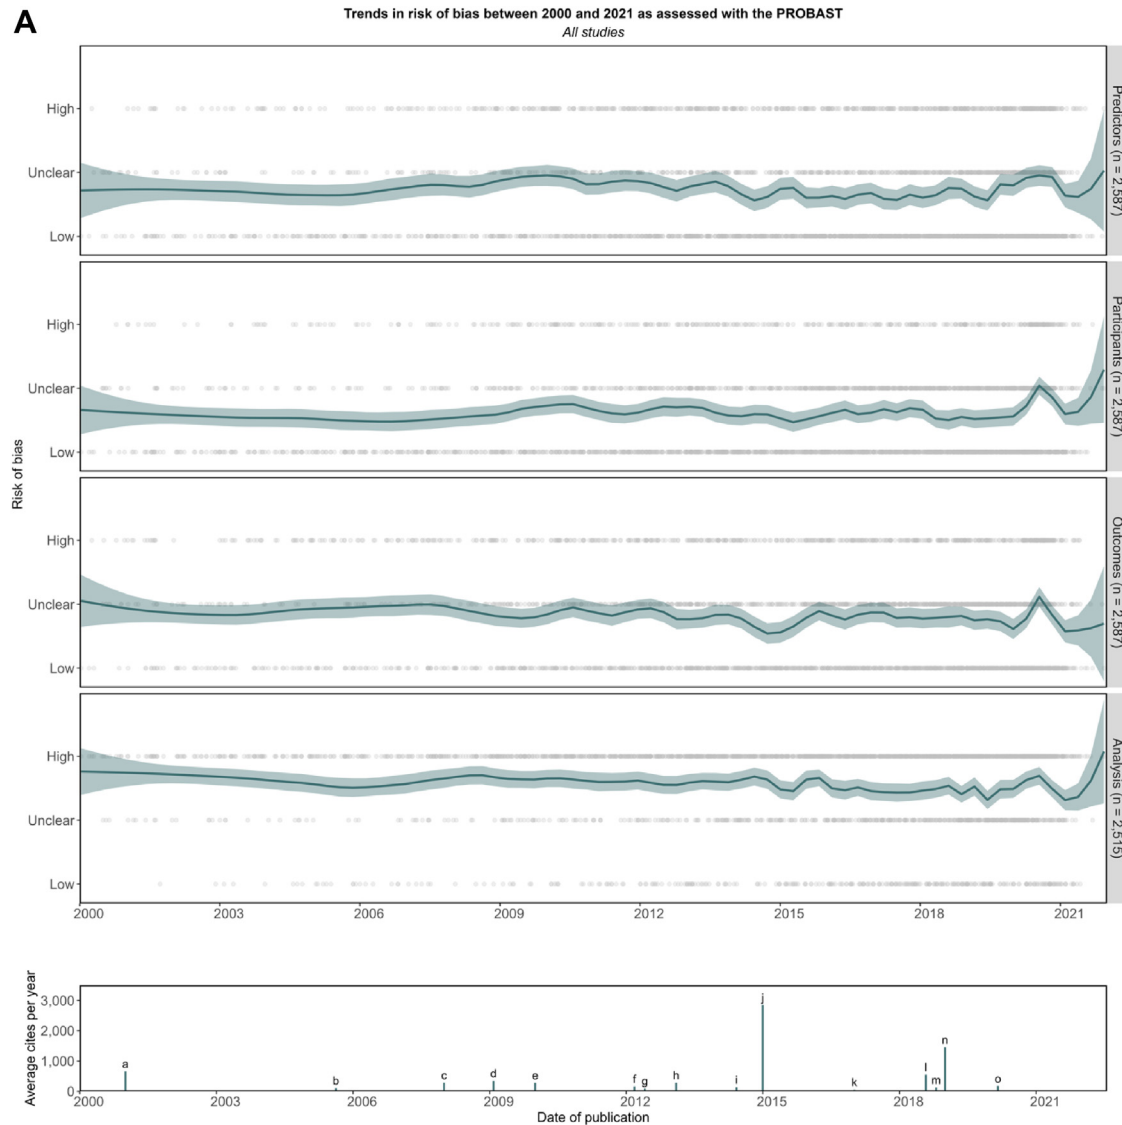 A
Trends in risk of bias between 2000 and 2021 as assessed with the PROBAST
All studies
High
Unclear
Low
Predictors (n = 2,587)
High
Unclear
Low
Participants (n = 2,587)
Risk of bias
High
Unclear
Low
Outcomes (n = 2,587)
High
Unclear
Low
Analysis (n = 2,515)
2000 2003 2006 2009 2012 2015 2018 2021
Average cites per year
3,000
2,000
1,000
0
a b c d e f g h i j k l m n o
2000 2003 2006 2009 2012 2015 2018 2021
Date of publication